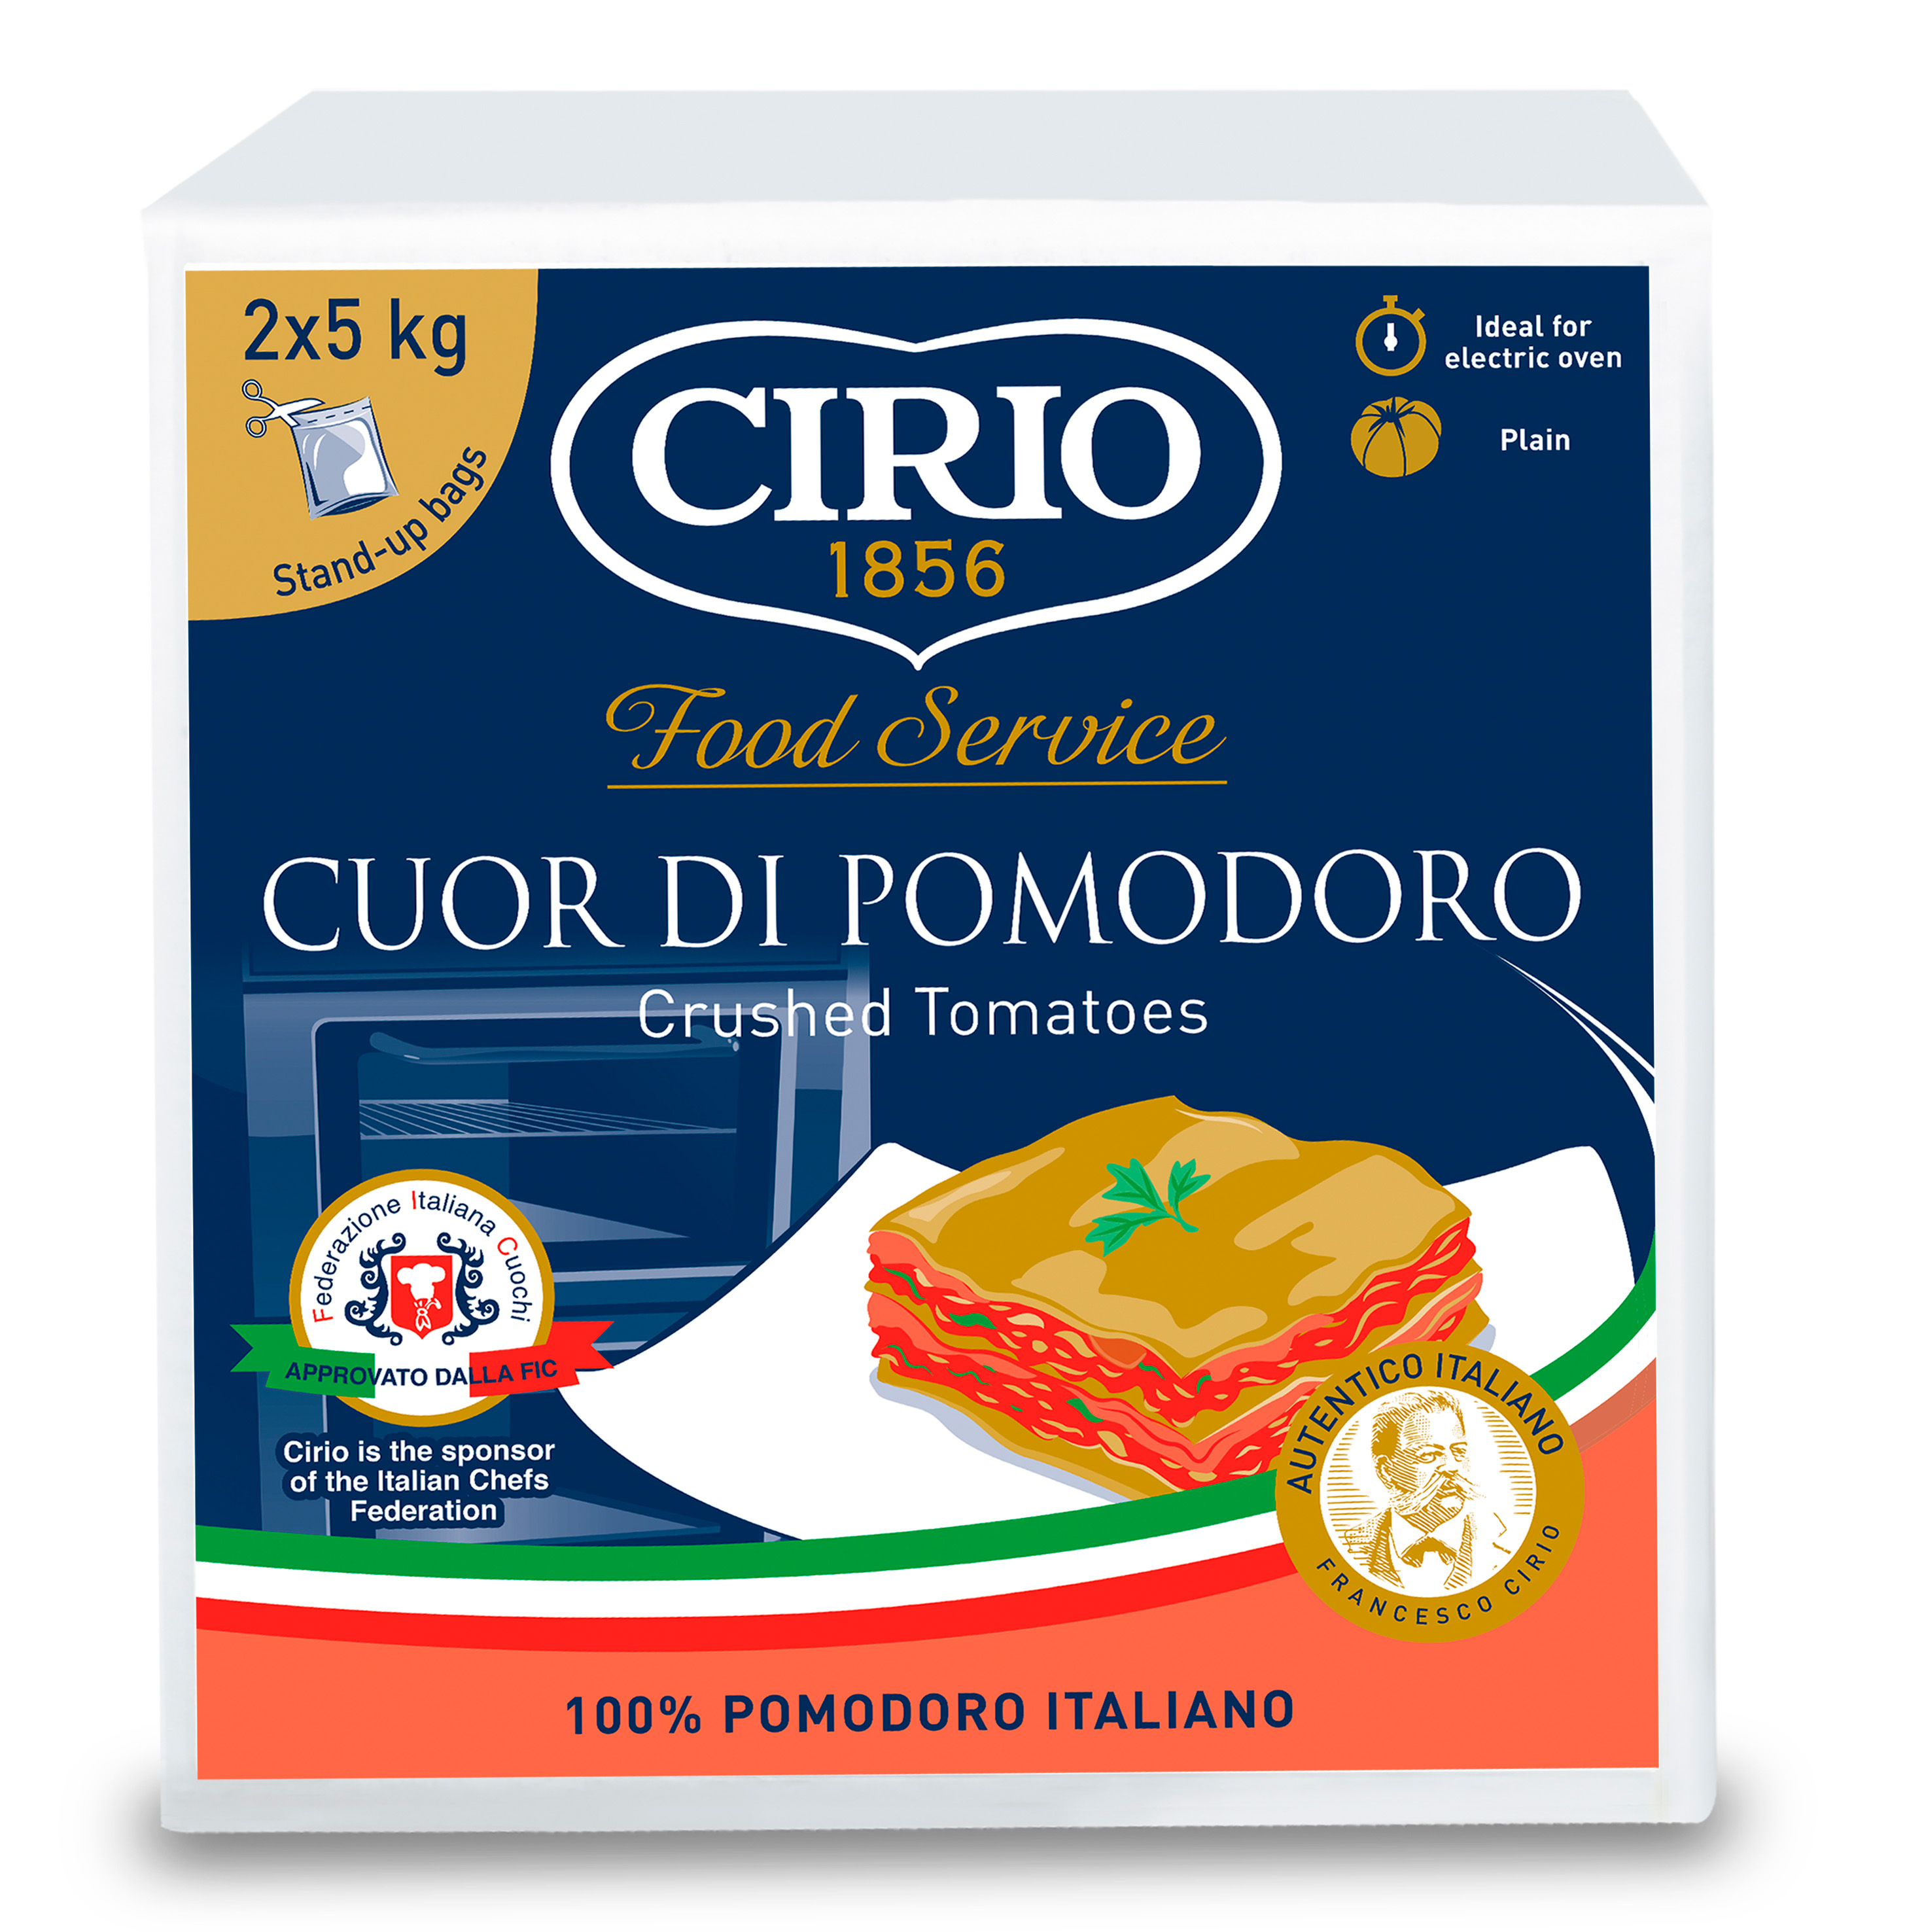 2x5 kg
Stand-up bags
CIRIO
1856
Ideal for
electric oven
Plain
Food Service
CUOR DI POMODORO
Crushed Tomatoes
Federazione Italiana Cuochi
APPROVATO DALLA FIC
Cirio is the sponsor
of the Italian Chefs
Federation
AUTENTICO ITALIANO
FRANCESCO CIRIO
100% POMODORO ITALIANO